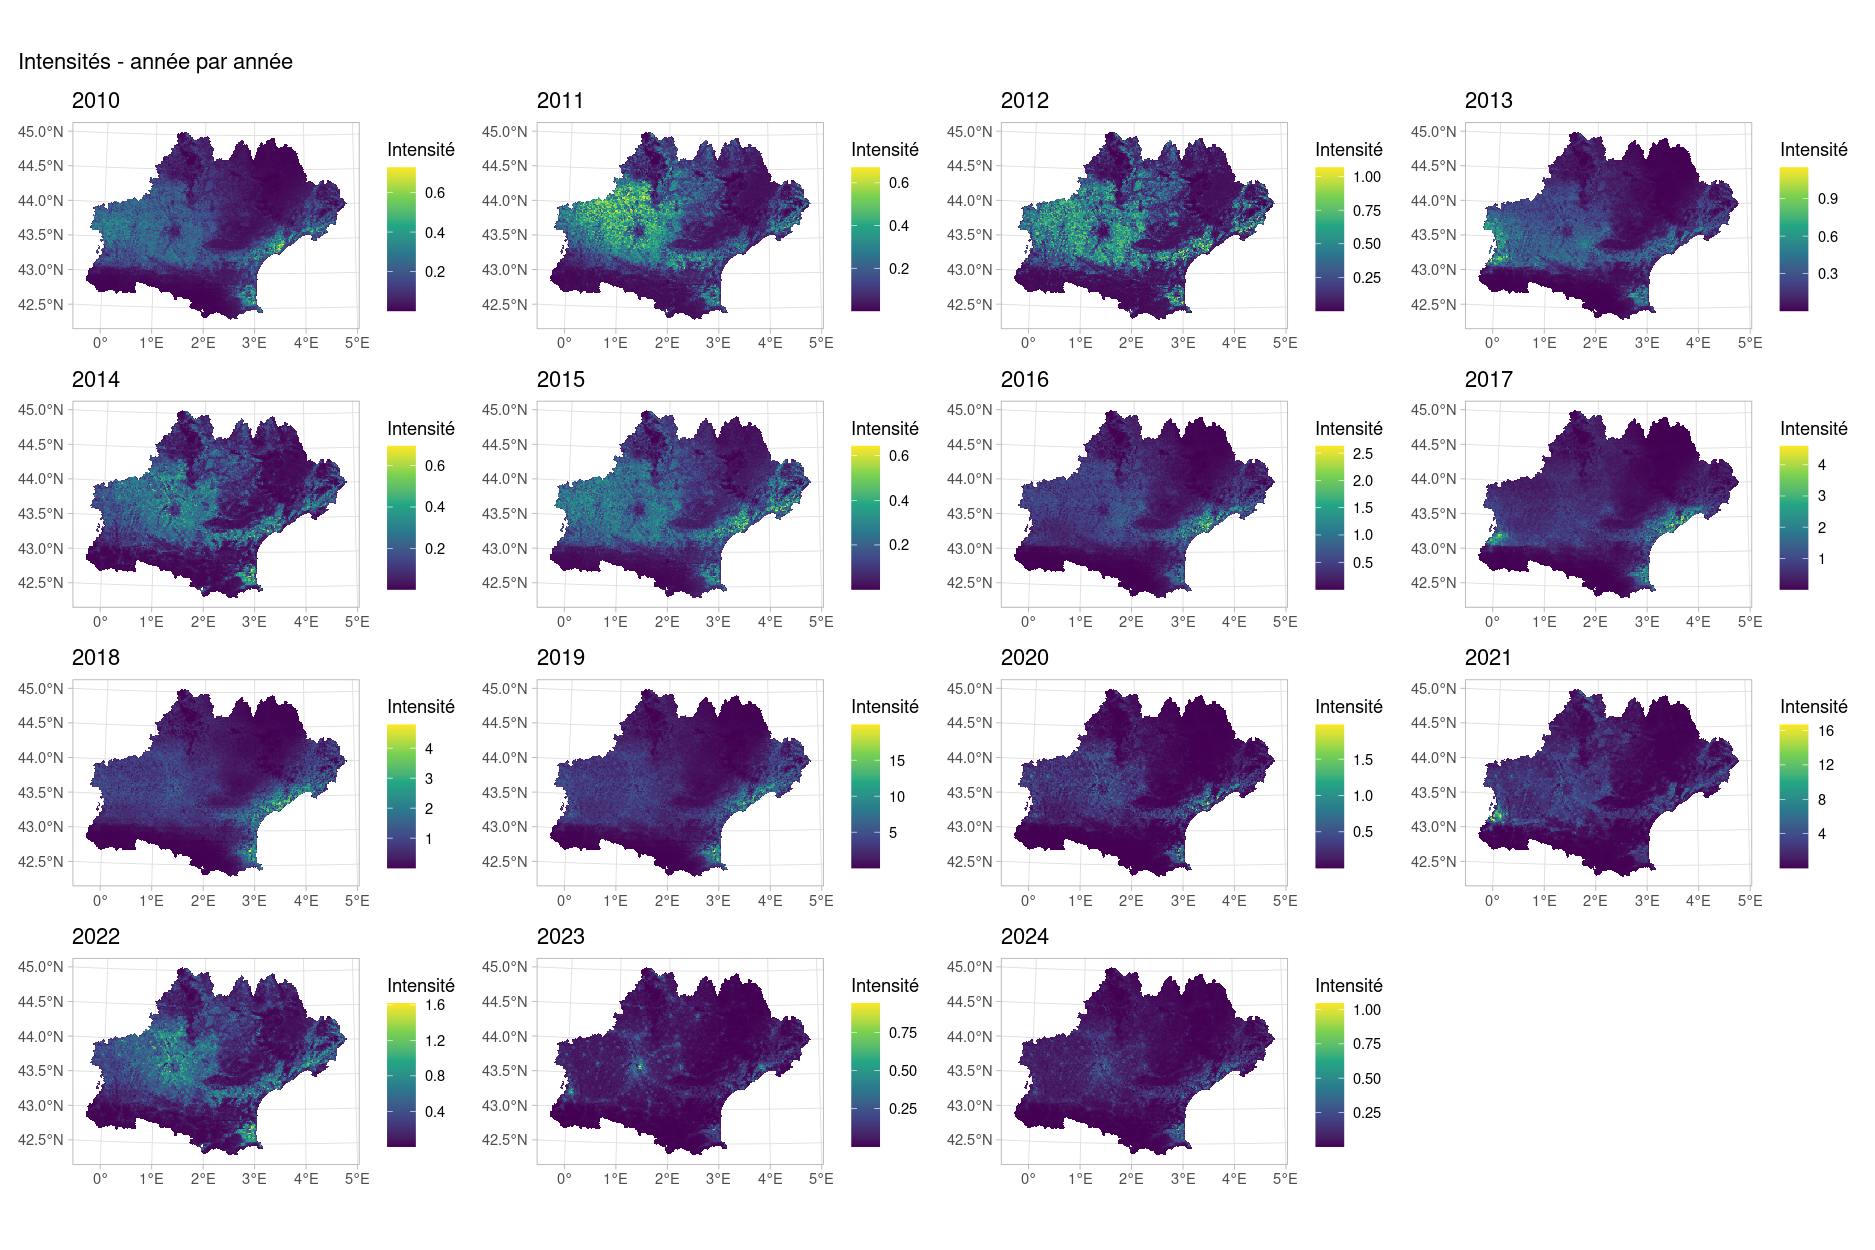 Intensités - année par année
2010
2011
2012
2013
45.0°N
44.5°N
44.0°N
43.5°N
43.0°N
42.5°N
0°
1°E
2°E
3°E
4°E
5°E
Intensité
0.6
0.4
0.2
45.0°N
44.5°N
44.0°N
43.5°N
43.0°N
42.5°N
0°
1°E
2°E
3°E
4°E
5°E
Intensité
0.6
0.4
0.2
45.0°N
44.5°N
44.0°N
43.5°N
43.0°N
42.5°N
0°
1°E
2°E
3°E
4°E
5°E
Intensité
1.00
0.75
0.50
0.25
45.0°N
44.5°N
44.0°N
43.5°N
43.0°N
42.5°N
0°
1°E
2°E
3°E
4°E
5°E
Intensité
0.9
0.6
0.3
2014
2015
2016
2017
45.0°N
44.5°N
44.0°N
43.5°N
43.0°N
42.5°N
0°
1°E
2°E
3°E
4°E
5°E
Intensité
0.6
0.4
0.2
45.0°N
44.5°N
44.0°N
43.5°N
43.0°N
42.5°N
0°
1°E
2°E
3°E
4°E
5°E
Intensité
0.6
0.4
0.2
45.0°N
44.5°N
44.0°N
43.5°N
43.0°N
42.5°N
0°
1°E
2°E
3°E
4°E
5°E
Intensité
2.5
2.0
1.5
1.0
0.5
45.0°N
44.5°N
44.0°N
43.5°N
43.0°N
42.5°N
0°
1°E
2°E
3°E
4°E
5°E
Intensité
4
3
2
1
2018
2019
2020
2021
45.0°N
44.5°N
44.0°N
43.5°N
43.0°N
42.5°N
0°
1°E
2°E
3°E
4°E
5°E
Intensité
4
3
2
1
45.0°N
44.5°N
44.0°N
43.5°N
43.0°N
42.5°N
0°
1°E
2°E
3°E
4°E
5°E
Intensité
15
10
5
45.0°N
44.5°N
44.0°N
43.5°N
43.0°N
42.5°N
0°
1°E
2°E
3°E
4°E
5°E
Intensité
1.5
1.0
0.5
45.0°N
44.5°N
44.0°N
43.5°N
43.0°N
42.5°N
0°
1°E
2°E
3°E
4°E
5°E
Intensité
16
12
8
4
2022
2023
2024
45.0°N
44.5°N
44.0°N
43.5°N
43.0°N
42.5°N
0°
1°E
2°E
3°E
4°E
5°E
Intensité
1.6
1.2
0.8
0.4
45.0°N
44.5°N
44.0°N
43.5°N
43.0°N
42.5°N
0°
1°E
2°E
3°E
4°E
5°E
Intensité
0.75
0.50
0.25
45.0°N
44.5°N
44.0°N
43.5°N
43.0°N
42.5°N
0°
1°E
2°E
3°E
4°E
5°E
Intensité
1.00
0.75
0.50
0.25